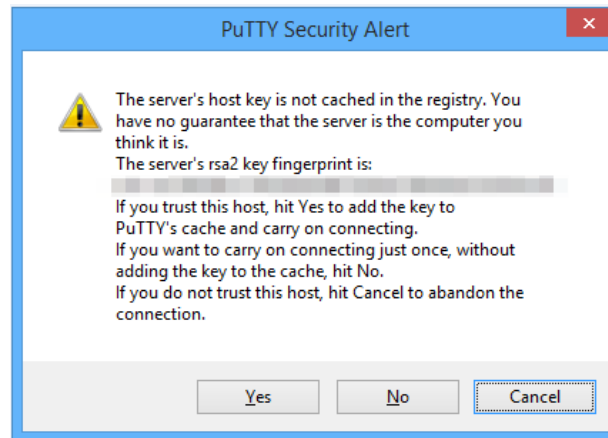 PuTTY Security Alert
The server's host key is not cached in the registry. You
have no guarantee that the server is the computer you
think it is.
The server's rsa2 key fingerprint is:
If you trust this host, hit Yes to add the key to
PuTTY's cache and carry on connecting.
If you want to carry on connecting just once, without
adding the key to the cache, hit No.
If you do not trust this host, hit Cancel to abandon the
connection.
Yes No Cancel